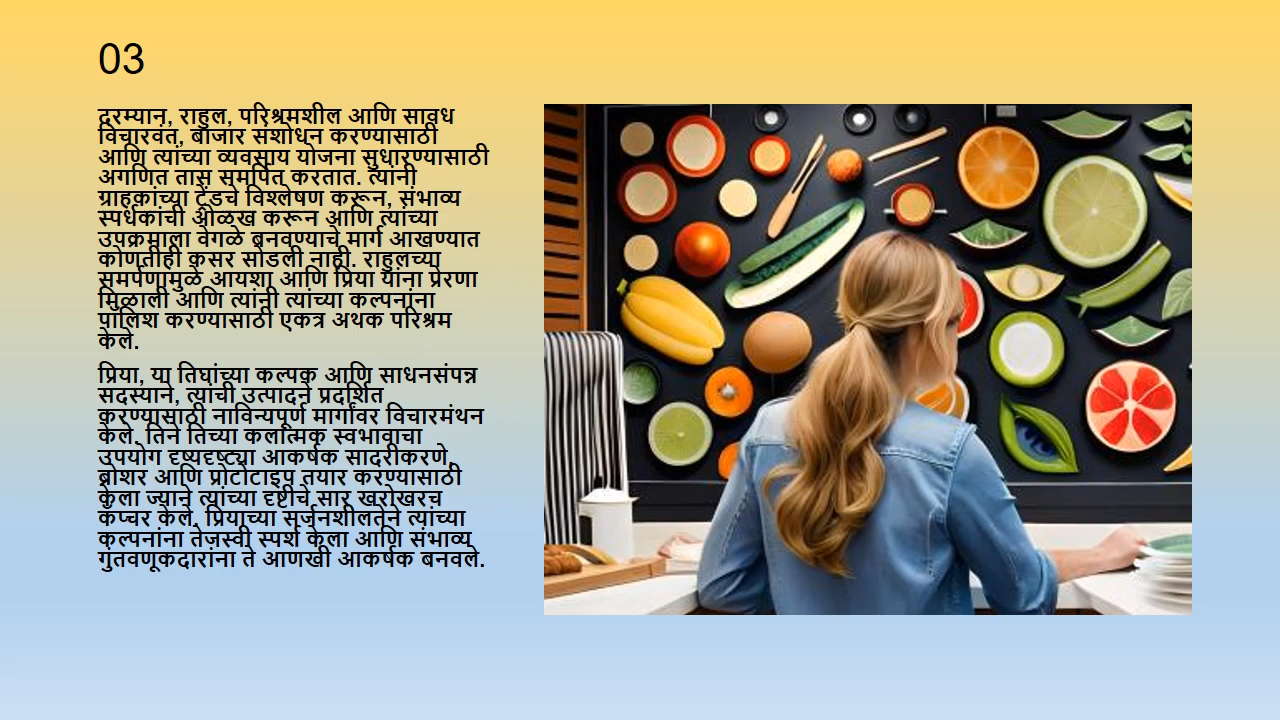 03
दरम्यान, राहुल, परिश्रमशील आणि सावध
विचारवंत, बाजार संशोधन करण्यासाठी
आणि त्यांच्या व्यवसाय योजना सुधारण्यासाठी
अगणित तास समर्पित करतात. त्यांनी
ग्राहकांच्या ट्रेंडचे विश्लेषण करून, संभाव्य
स्पर्धकांची ओळख करून आणि त्यांच्या
उपक्रमाला वेगळे बनवण्याचे मार्ग आखण्यात
कोणतीही कसर सोडली नाही. राहुलच्या
समर्पणामुळे आयशा आणि प्रिया यांना प्रेरणा
मिळाली आणि त्यांनी त्यांच्या कल्पनांना
पॉलिश करण्यासाठी एकत्र अथक परिश्रम
केले.
प्रिया, या तिघांच्या कल्पक आणि साधनसंपन्न
सदस्याने, त्यांची उत्पादने प्रदर्शित
करण्यासाठी नाविन्यपूर्ण मार्गांवर विचारमंथन
केले. तिने तिच्या कलात्मक स्वभावाचा
उपयोग दृष्यदृष्ट्या आकर्षक सादरीकरणे,
ब्रोशर आणि प्रोटोटाइप तयार करण्यासाठी
केला ज्याने त्यांच्या दृष्टीचे सार खरोखरच
कॅप्चर केले. प्रियाच्या सर्जनशीलतेने त्यांच्या
कल्पनांना तेजस्वी स्पर्श केला आणि संभाव्य
गुंतवणूकदारांना ते आणखी आकर्षक बनवले.